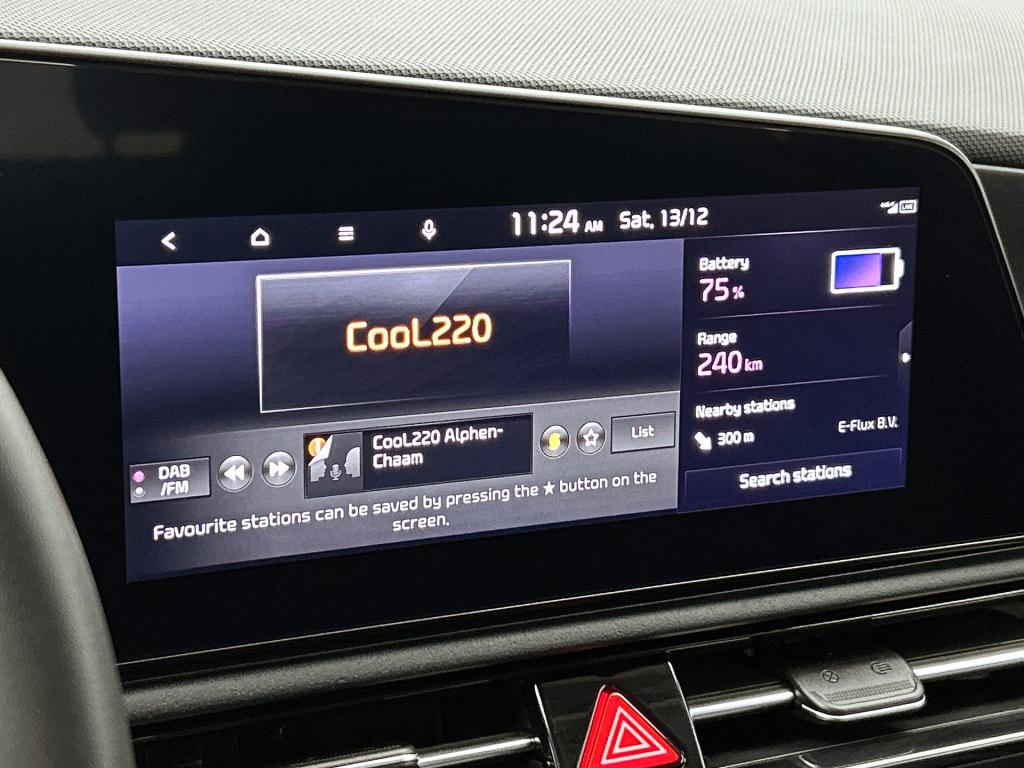 11:24 AM Sat. 13/12
LIVE
CooL220
DAB
/FM
CooL220 Alphen-
Chaam
List
Favourite stations can be saved by pressing the ★ button on the
screen.
Battery
75%
Range
240 km
Nearby stations
300 m E-Flux B.V.
Search stations